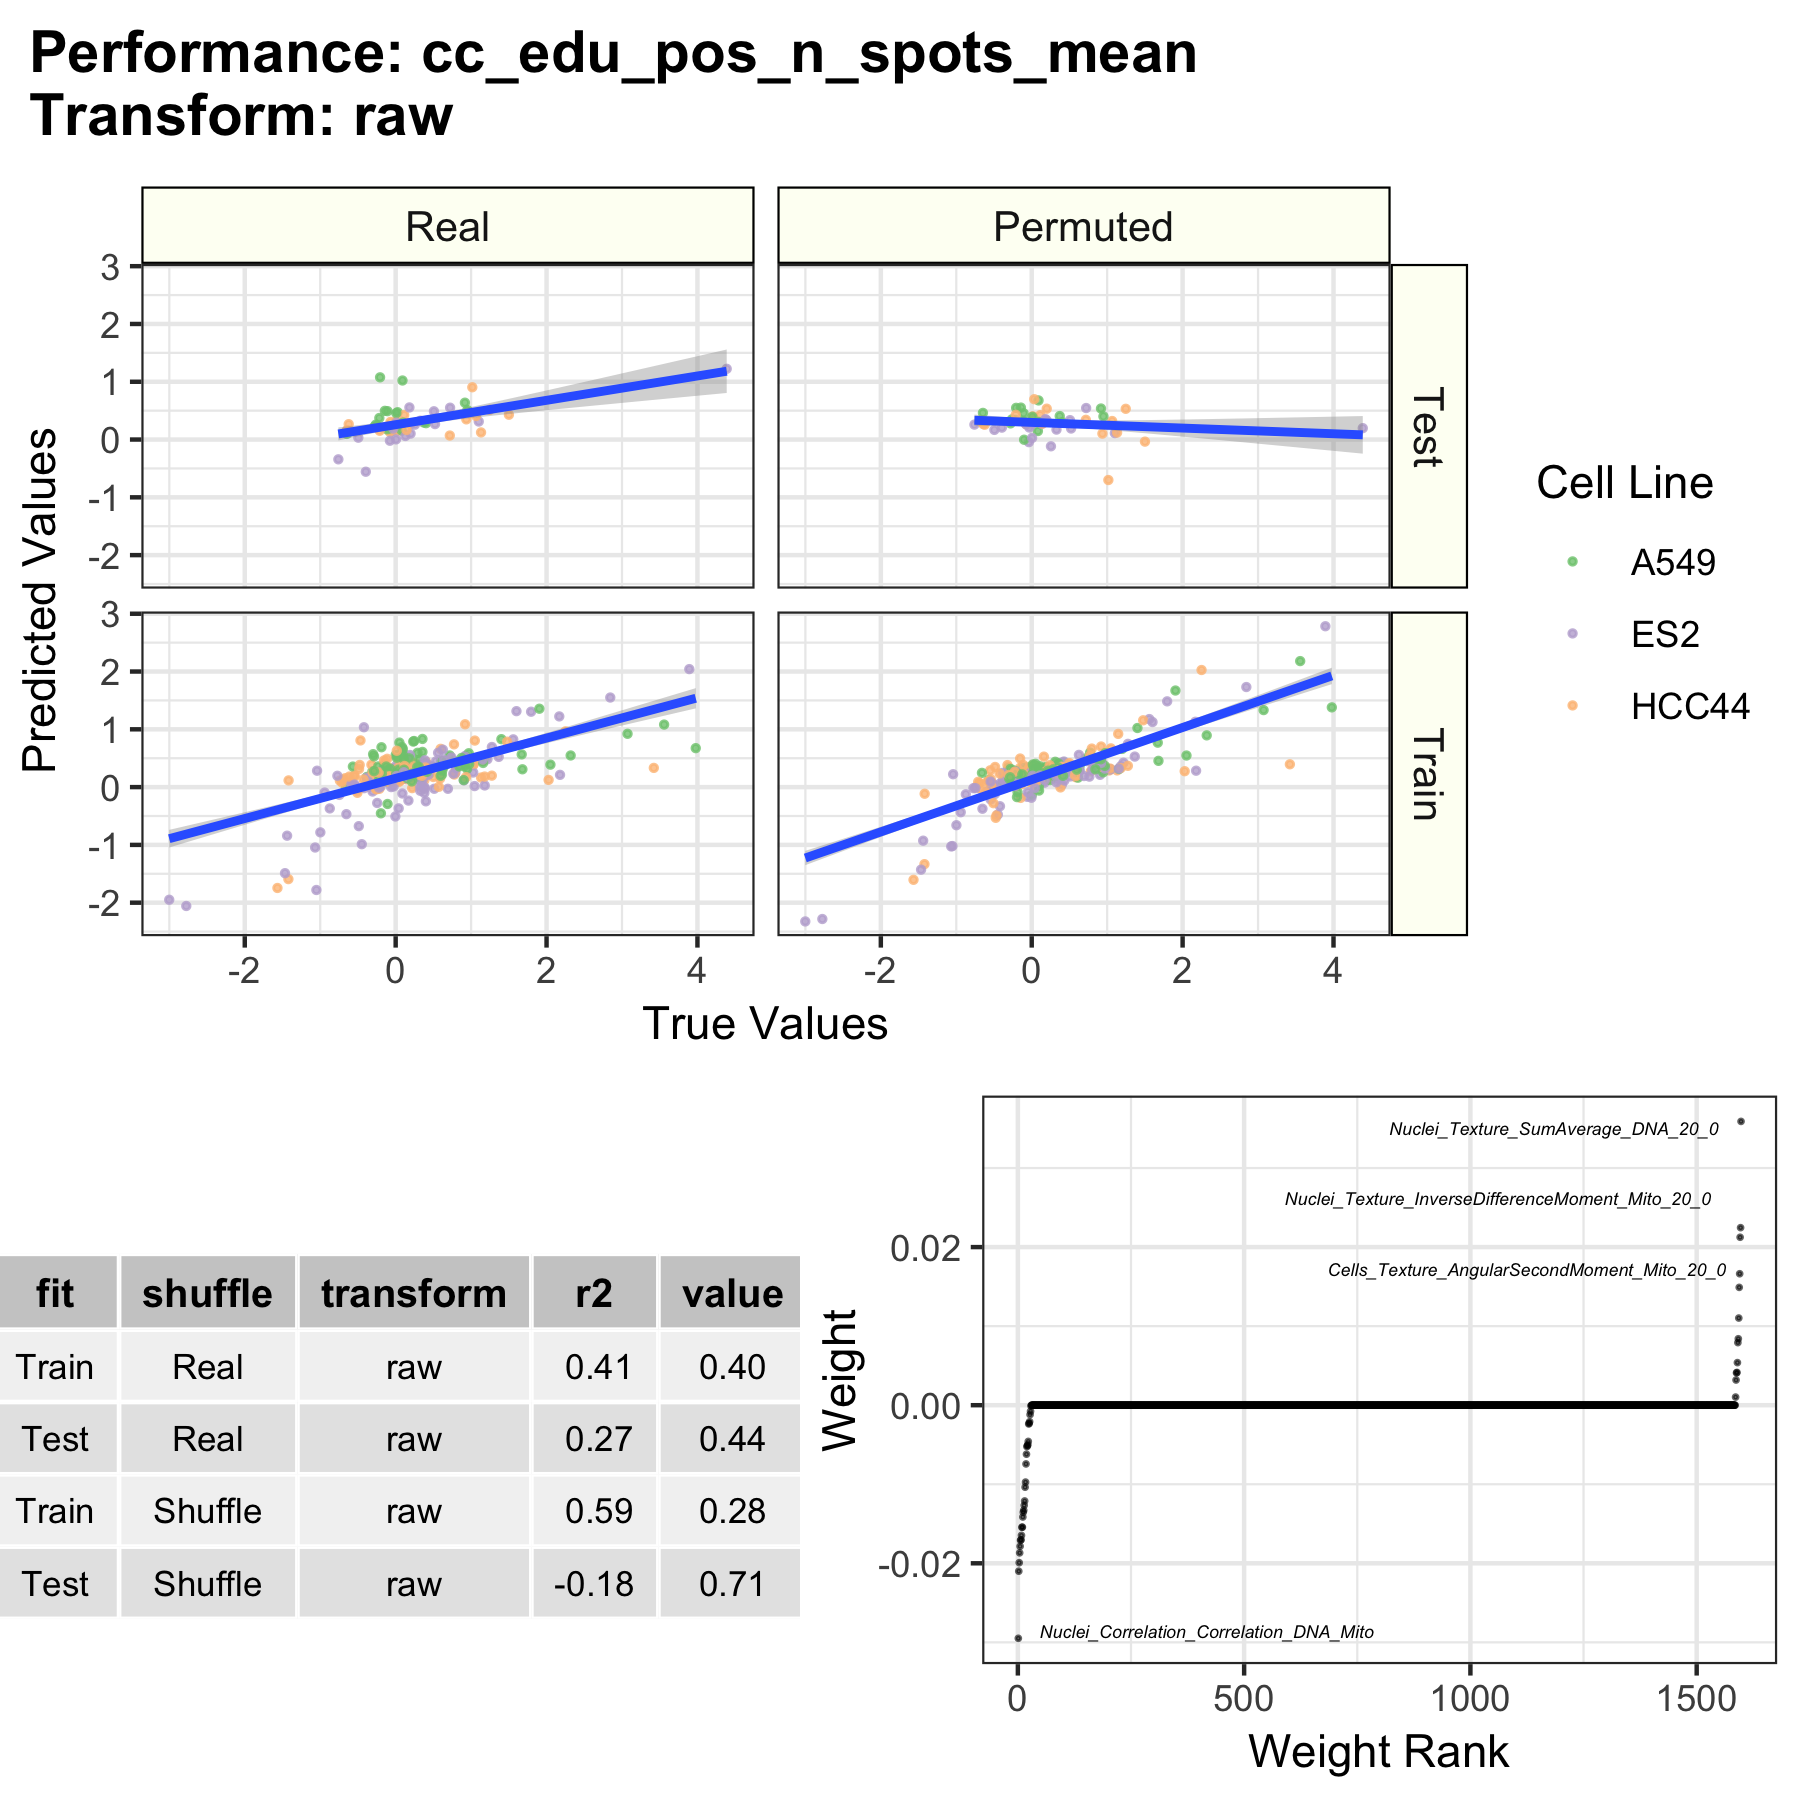 Performance: cc_edu_pos_n_spots_mean
Transform: raw
Real
Permuted
3
2
1
0
-1
-2
Test
3
2
1
0
-1
-2
Train
Predicted Values
-2 0 2 4
-2 0 2 4
True Values
Cell Line
A549
ES2
HCC44
fit shuffle transform r2 value
Train Real raw 0.41 0.40
Test Real raw 0.27 0.44
Train Shuffle raw 0.59 0.28
Test Shuffle raw -0.18 0.71
Nuclei_Texture_SumAverage_DNA_20_0
Nuclei_Texture_InverseDifferenceMoment_Mito_20_0
Cells_Texture_AngularSecondMoment_Mito_20_0
Nuclei_Correlation_Correlation_DNA_Mito
0.02
0.00
-0.02
Weight
0 500 1000 1500
Weight Rank